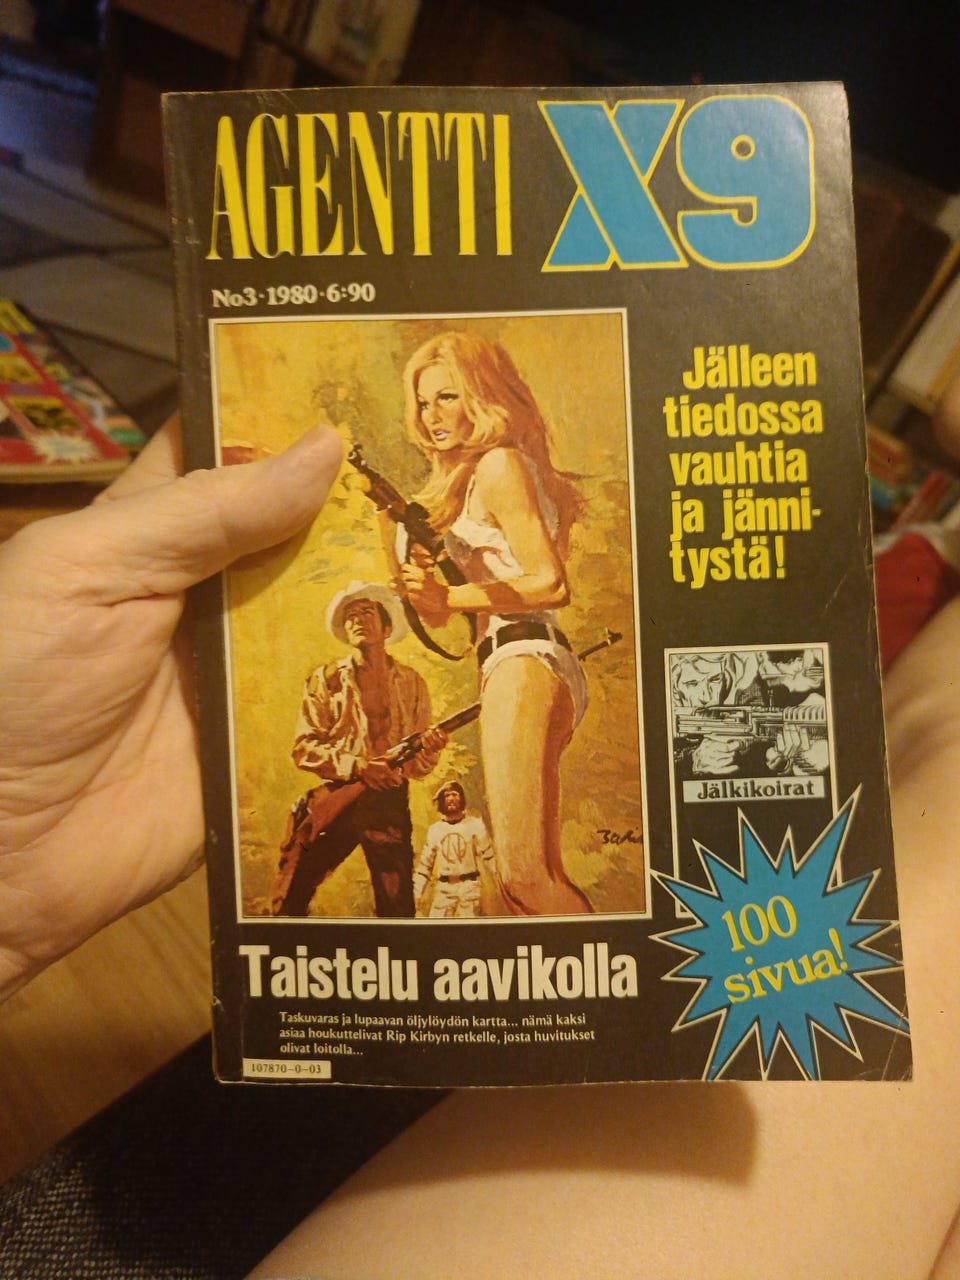 AGENTTI X9
No3·1980·6:90
Jälleen
tiedossa
vauhtia
ja jänni-
tystä!
Jälkikoirat
100
sivua!
Taistelu aavikolla
Taskuvaras ja lupaavan öljylöydön kartta... nämä kaksi
asiaa houkuttelivat Rip Kirbyn retkelle, josta huvitukset
olivat loitolla...
107870-0-03